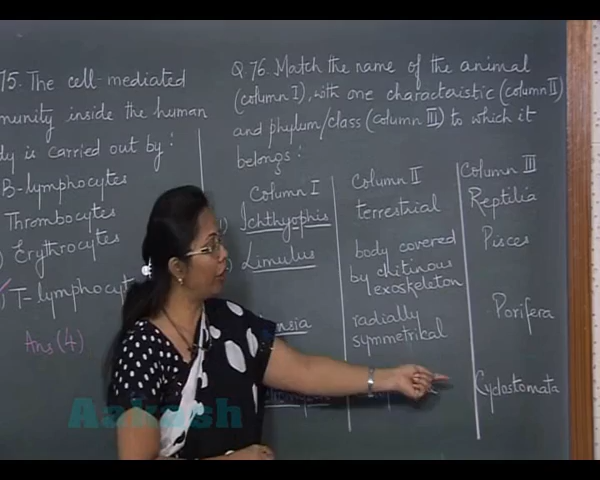 75. The cell-mediated
munity inside the human
dy is carried out by :
B-lymphocytes
Thrombocytes
Erythrocytes
T-lymphocyt
Ans (4)
Q.76. Match the name of the animal
(column I), with one charactaistic (column II)
and phylum/class (column III) to which it
belongs :
Column I
Column II
Column III
Ichthyophis
terrestrial
Reptilia
Limulus
body covered
by chitinous
exoskeleton
Pisces
nsia
radially
symmetrical
Porifera
Cyclostomata
Aakash